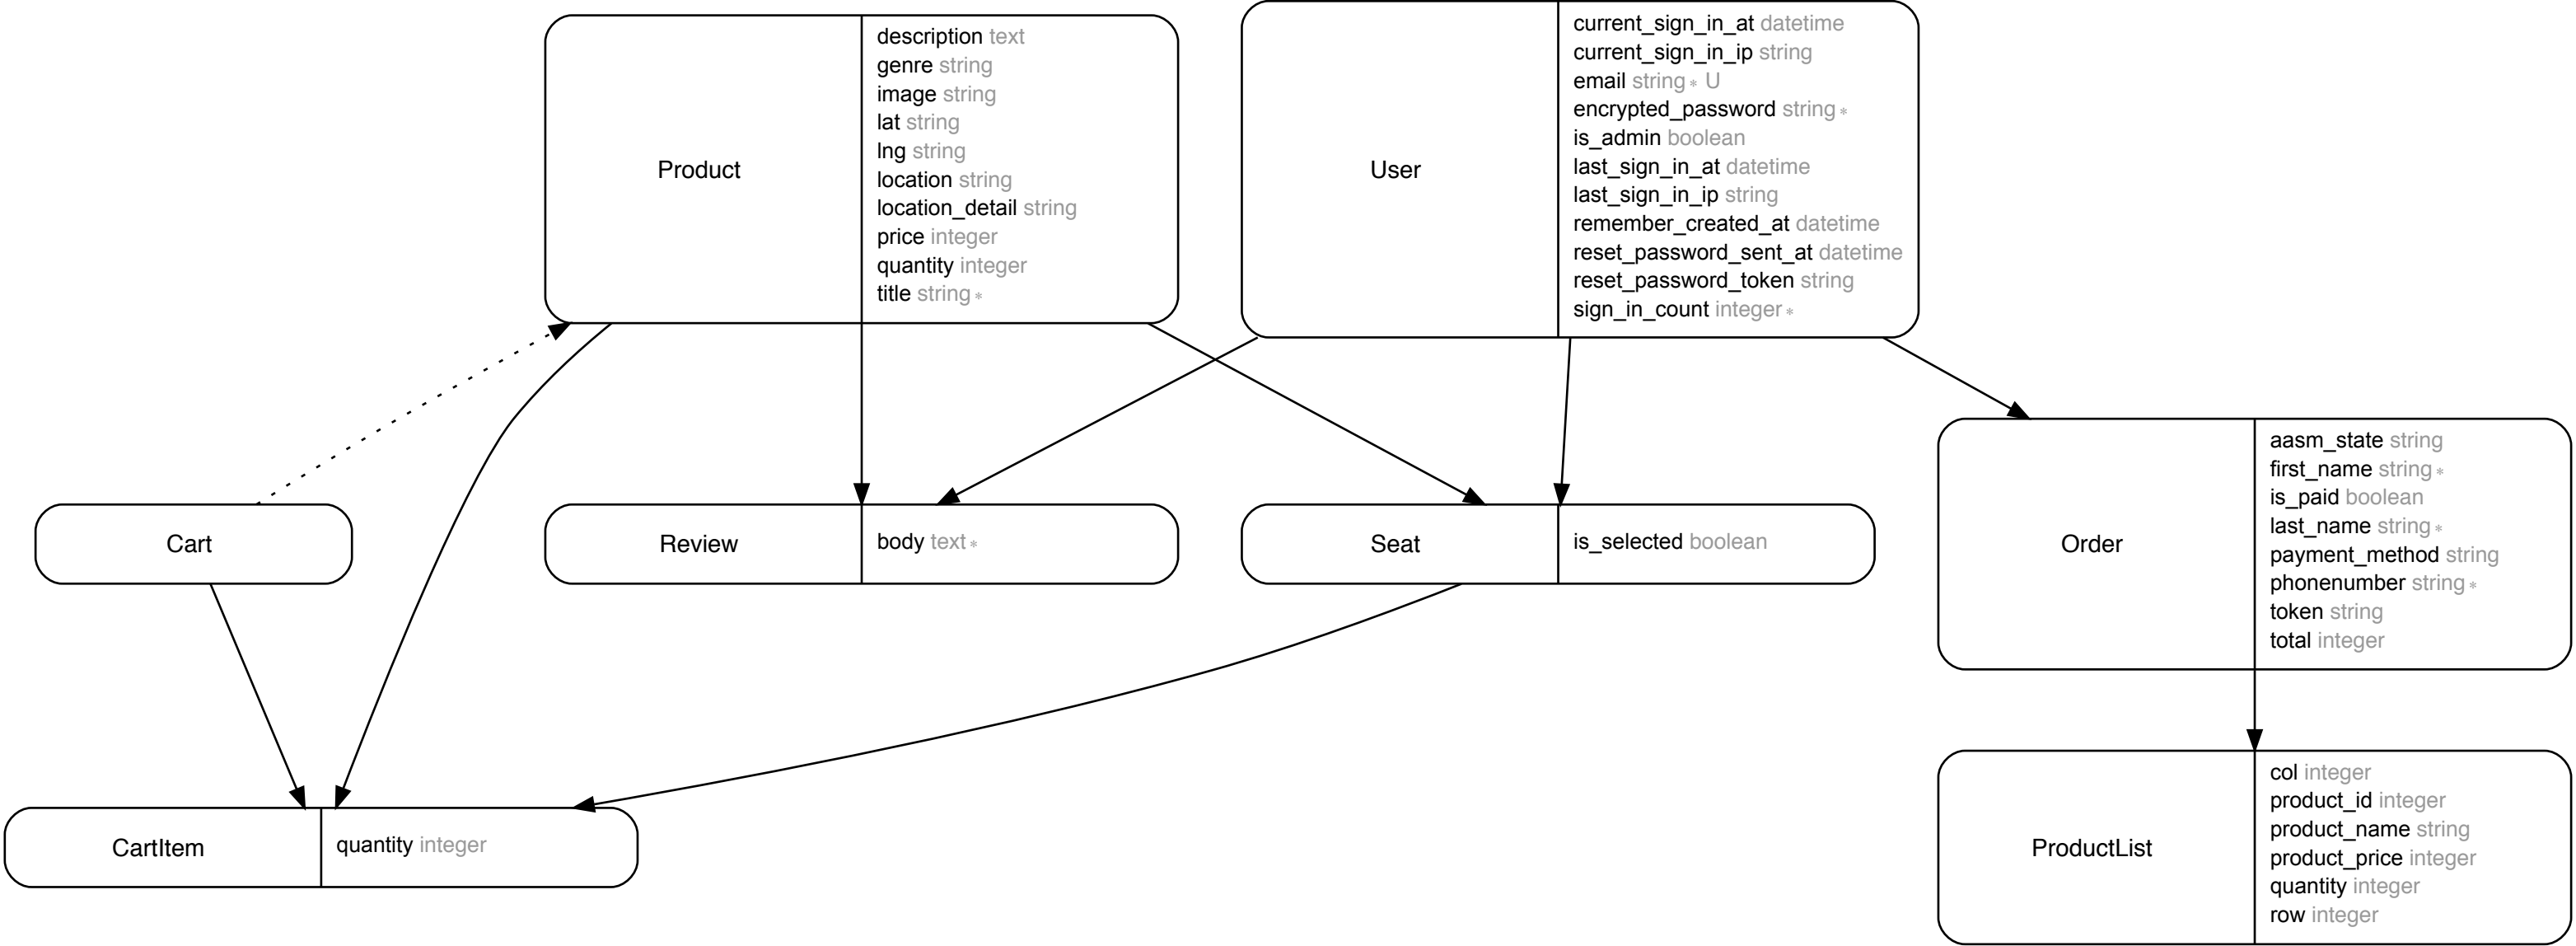 Product
description text
genre string
image string
lat string
lng string
location string
location_detail string
price integer
quantity integer
title string *
User
current_sign_in_at datetime
current_sign_in_ip string
email string * U
encrypted_password string *
is_admin boolean
last_sign_in_at datetime
last_sign_in_ip string
remember_created_at datetime
reset_password_sent_at datetime
reset_password_token string
sign_in_count integer *
Cart
Review
body text *
Seat
is_selected boolean
Order
aasm_state string
first_name string *
is_paid boolean
last_name string *
payment_method string
phonenumber string *
token string
total integer
CartItem
quantity integer
ProductList
col integer
product_id integer
product_name string
product_price integer
quantity integer
row integer